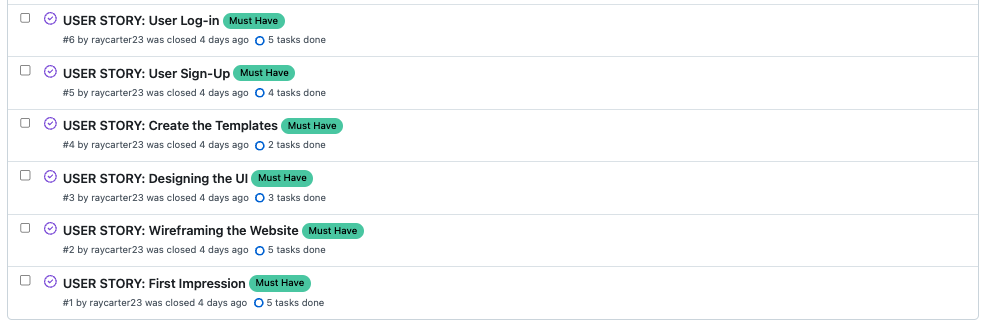 USER STORY: User Log-in Must Have
#6 by raycarter23 was closed 4 days ago 5 tasks done
USER STORY: User Sign-Up Must Have
#5 by raycarter23 was closed 4 days ago 4 tasks done
USER STORY: Create the Templates Must Have
#4 by raycarter23 was closed 4 days ago 2 tasks done
USER STORY: Designing the UI Must Have
#3 by raycarter23 was closed 4 days ago 3 tasks done
USER STORY: Wireframing the Website Must Have
#2 by raycarter23 was closed 4 days ago 5 tasks done
USER STORY: First Impression Must Have
#1 by raycarter23 was closed 4 days ago 5 tasks done